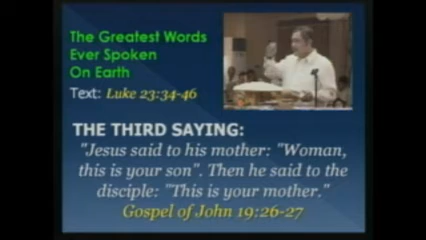 The Greatest Words
Ever Spoken
On Earth
Text: Luke 23:34-46
THE THIRD SAYING:
"Jesus said to his mother: "Woman,
this is your son". Then he said to the
disciple: "This is your mother."
Gospel of John 19:26-27